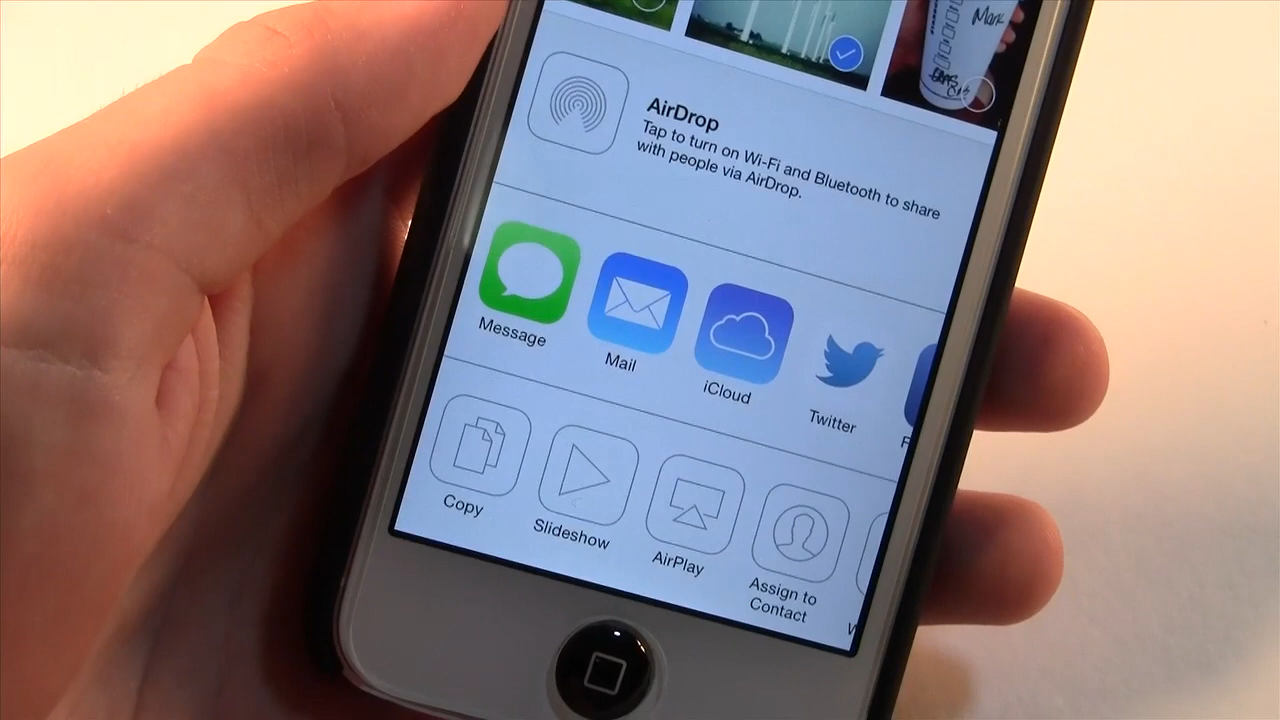 Mark
AirDrop
Tap to turn on Wi-Fi and Bluetooth to share
with people via AirDrop.
Message
Mail
iCloud
Twitter
F
Copy
Slideshow
AirPlay
Assign to
Contact
W